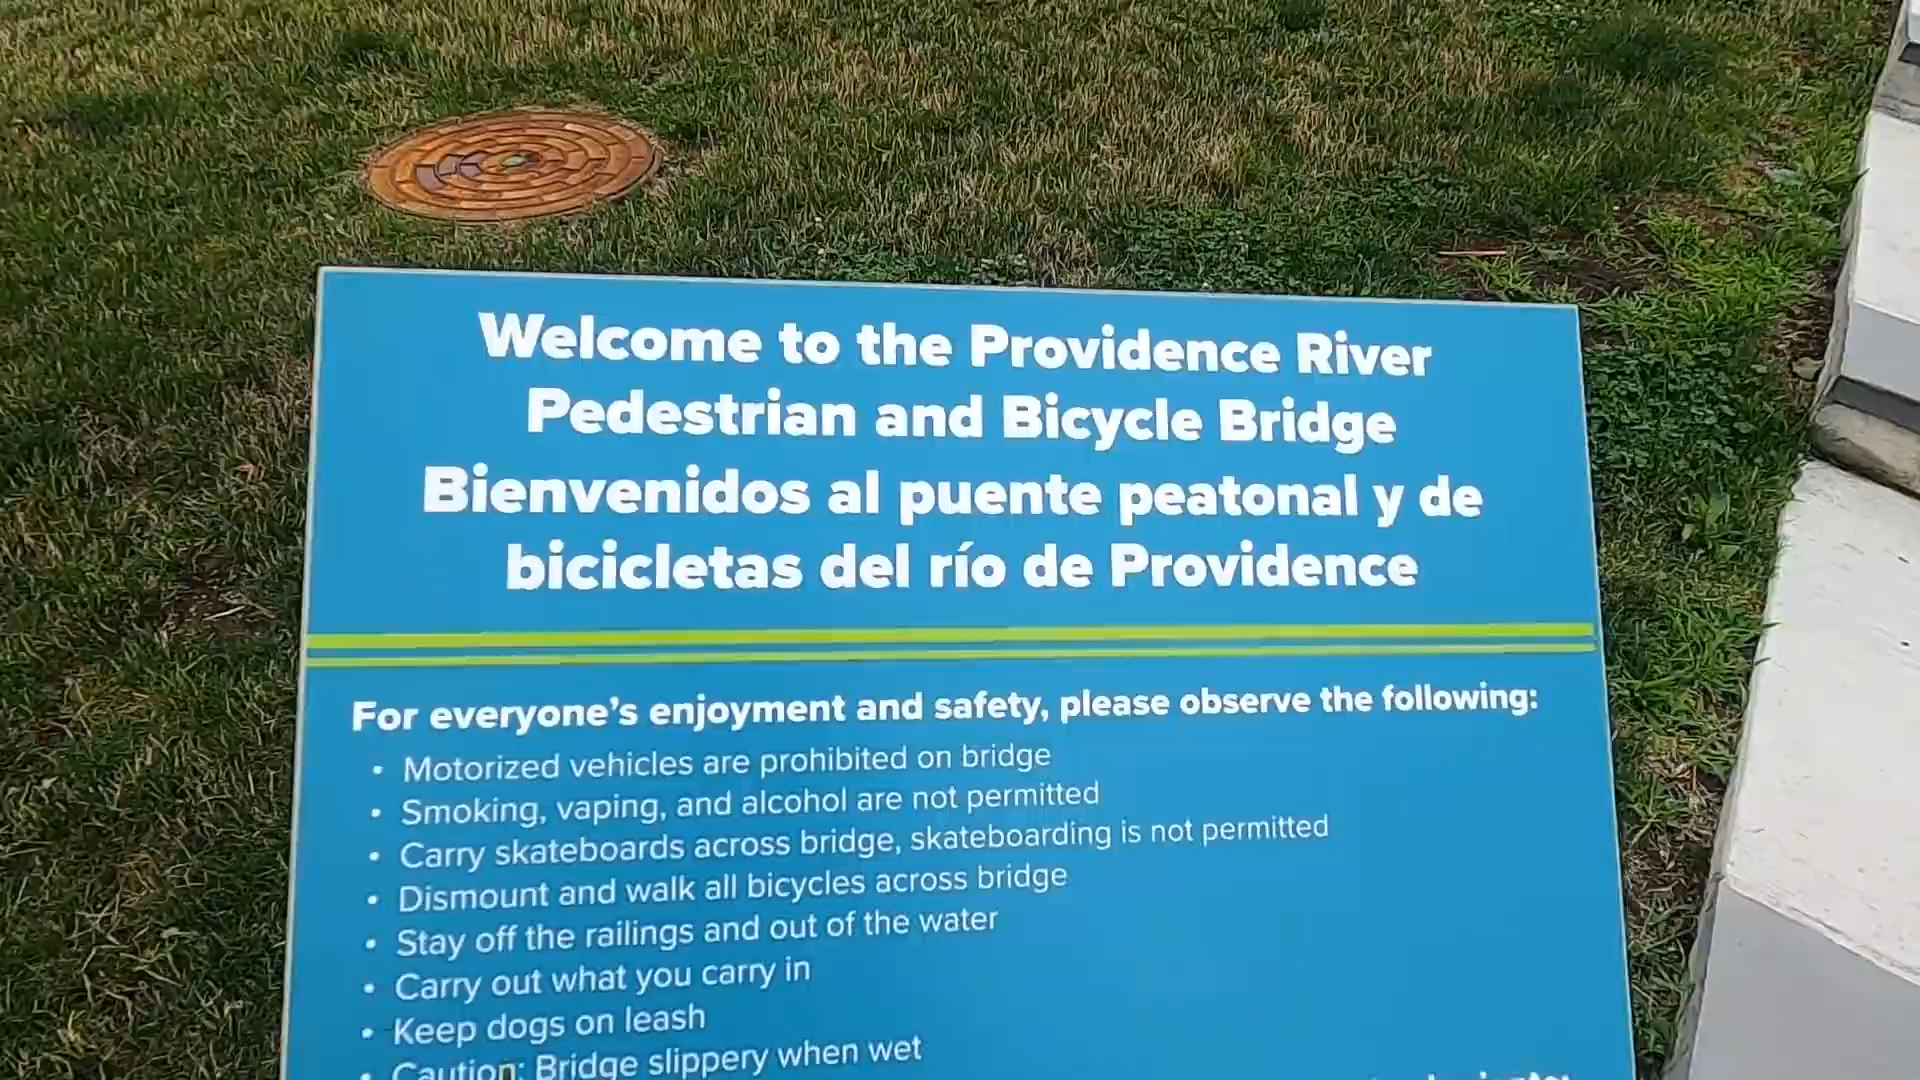 Welcome to the Providence River
Pedestrian and Bicycle Bridge
Bienvenidos al puente peatonal y de
bicicletas del río de Providence
For everyone's enjoyment and safety, please observe the following:
• Motorized vehicles are prohibited on bridge
• Smoking, vaping, and alcohol are not permitted
• Carry skateboards across bridge, skateboarding is not permitted
• Dismount and walk all bicycles across bridge
• Stay off the railings and out of the water
• Carry out what you carry in
• Keep dogs on leash
• Caution: Bridge slippery when wet